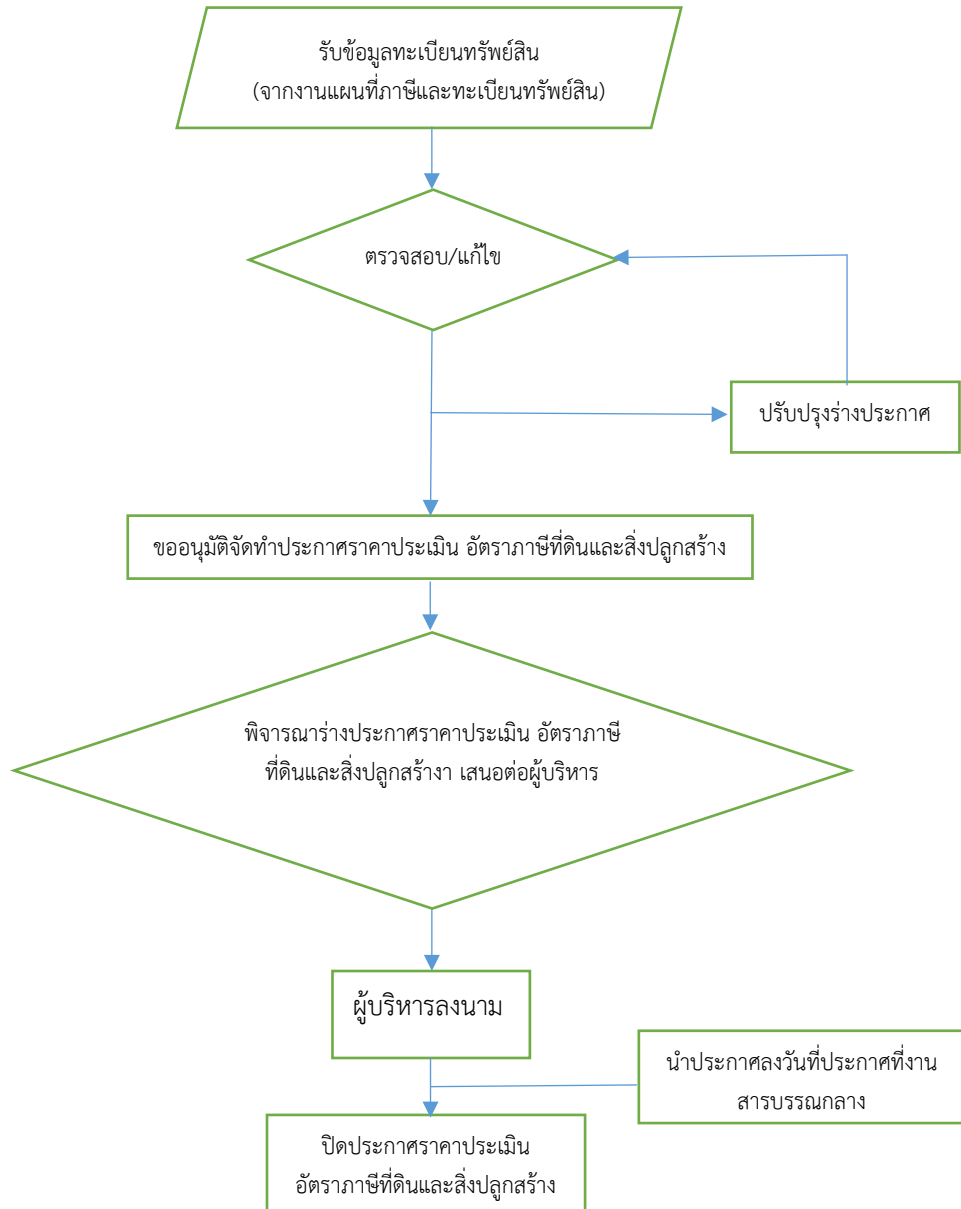 รับข้อมูลทะเบียนทรัพย์สิน
(จากงานแผนที่ภาษีและทะเบียนทรัพย์สิน)
ตรวจสอบ/แก้ไข
ปรับปรุงร่างประกาศ
ขออนุมัติจัดทำประกาศราคาประเมิน อัตราภาษีที่ดินและสิ่งปลูกสร้าง
พิจารณาร่างประกาศราคาประเมิน อัตราภาษี
ที่ดินและสิ่งปลูกสร้างา เสนอต่อผู้บริหาร
ผู้บริหารลงนาม
นำประกาศลงวันที่ประกาศที่งาน
สารบรรณกลาง
ปิดประกาศราคาประเมิน
อัตราภาษีที่ดินและสิ่งปลูกสร้าง